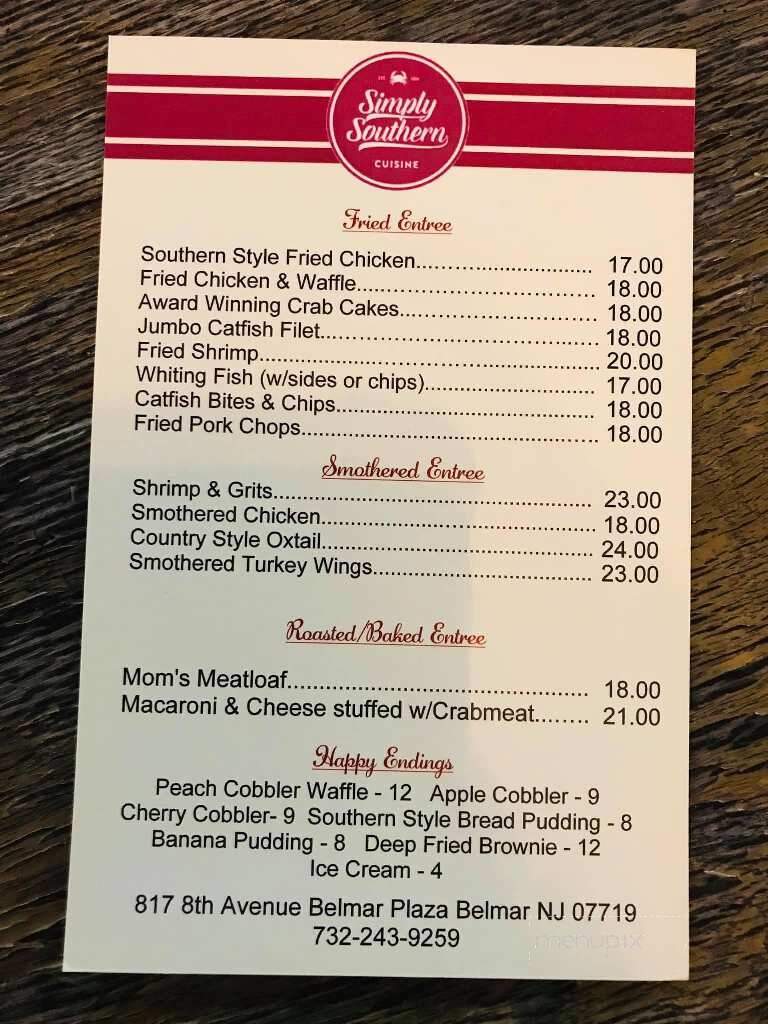 Simply
Southern
CUISINE
Fried Entree
Southern Style Fried Chicken............................ 17.00
Fried Chicken & Waffle..................................... 18.00
Award Winning Crab Cakes............................... 18.00
Jumbo Catfish Filet........................................... 18.00
Fried Shrimp..................................................... 20.00
Whiting Fish (w/sides or chips).......................... 17.00
Catfish Bites & Chips........................................ 18.00
Fried Pork Chops.............................................. 18.00
Smothered Entree
Shrimp & Grits................................................. 23.00
Smothered Chicken.......................................... 18.00
Country Style Oxtail.......................................... 24.00
Smothered Turkey Wings.................................. 23.00
Roasted/Baked Entree
Mom's Meatloaf............................................... 18.00
Macaroni & Cheese stuffed w/Crabmeat........ 21.00
Happy Endings
Peach Cobbler Waffle - 12 Apple Cobbler - 9
Cherry Cobbler- 9 Southern Style Bread Pudding - 8
Banana Pudding - 8 Deep Fried Brownie - 12
Ice Cream - 4
817 8th Avenue Belmar Plaza Belmar NJ 07719
732-243-9259
menupix